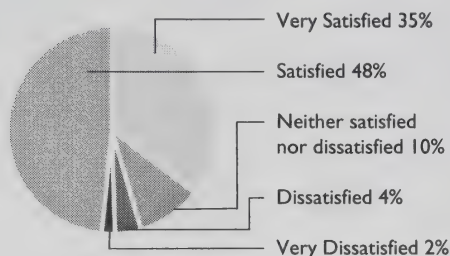 Very Satisfied 35%
Satisfied 48%
Neither satisfied
nor dissatisfied 10%
Dissatisfied 4%
Very Dissatisfied 2%